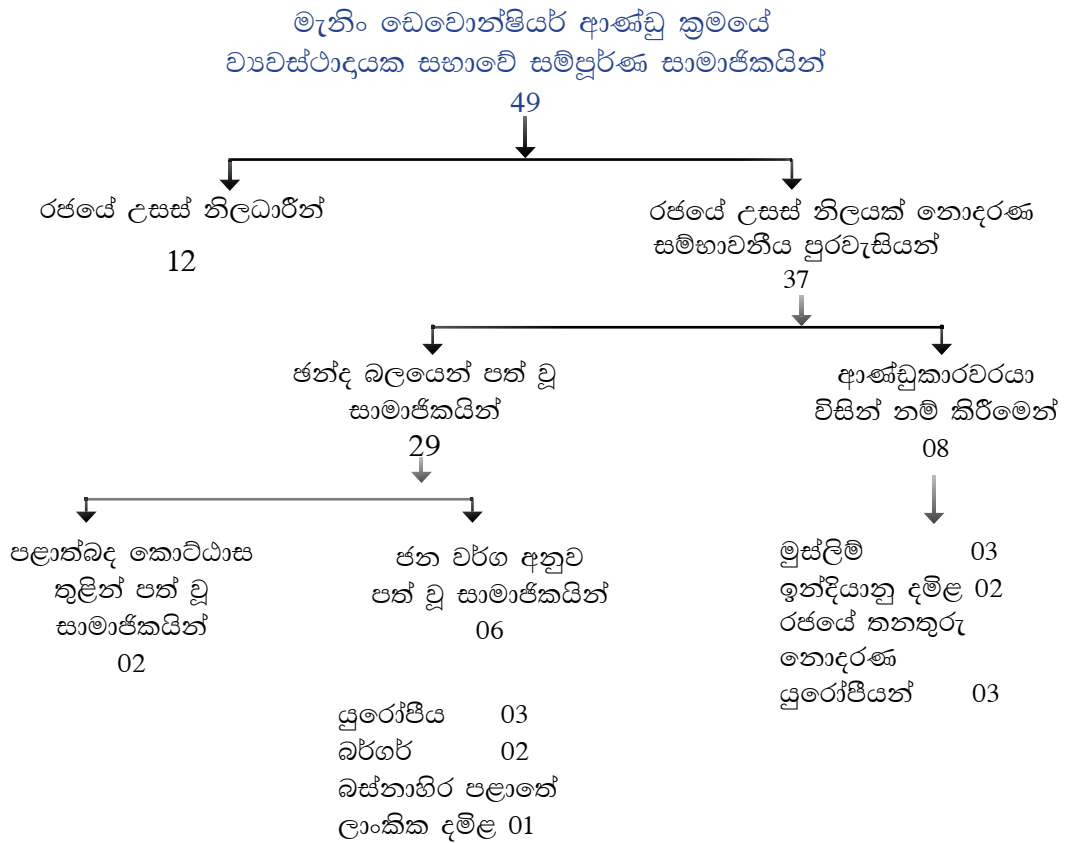 මැනිං ඩෙවොන්ෂියර් ආණ්ඩු ක්‍රමයේ
ව්‍යවස්ථාදායක සභාවේ සම්පූර්ණ සාමාජිකයින්
49
රජයේ උසස් නිලධාරීන්
12
රජයේ උසස් නිලයක් නොදරණ
සම්භාවනීය පුරවැසියන්
37
ඡන්ද බලයෙන් පත් වූ
සාමාජිකයින්
29
ආණ්ඩුකාරවරයා
විසින් නම් කිරීමෙන්
08
පළාත්බද කොට්ඨාස
තුළින් පත් වූ
සාමාජිකයින්
02
ජන වර්ග අනුව
පත් වූ සාමාජිකයින්
06
යුරෝපීය 03
බර්ගර් 02
බස්නාහිර පළාතේ
ලාංකික දමිළ 01
මුස්ලිම් 03
ඉන්දියානු දමිළ 02
රජයේ තනතුරු
නොදරණ
යුරෝපීයන් 03